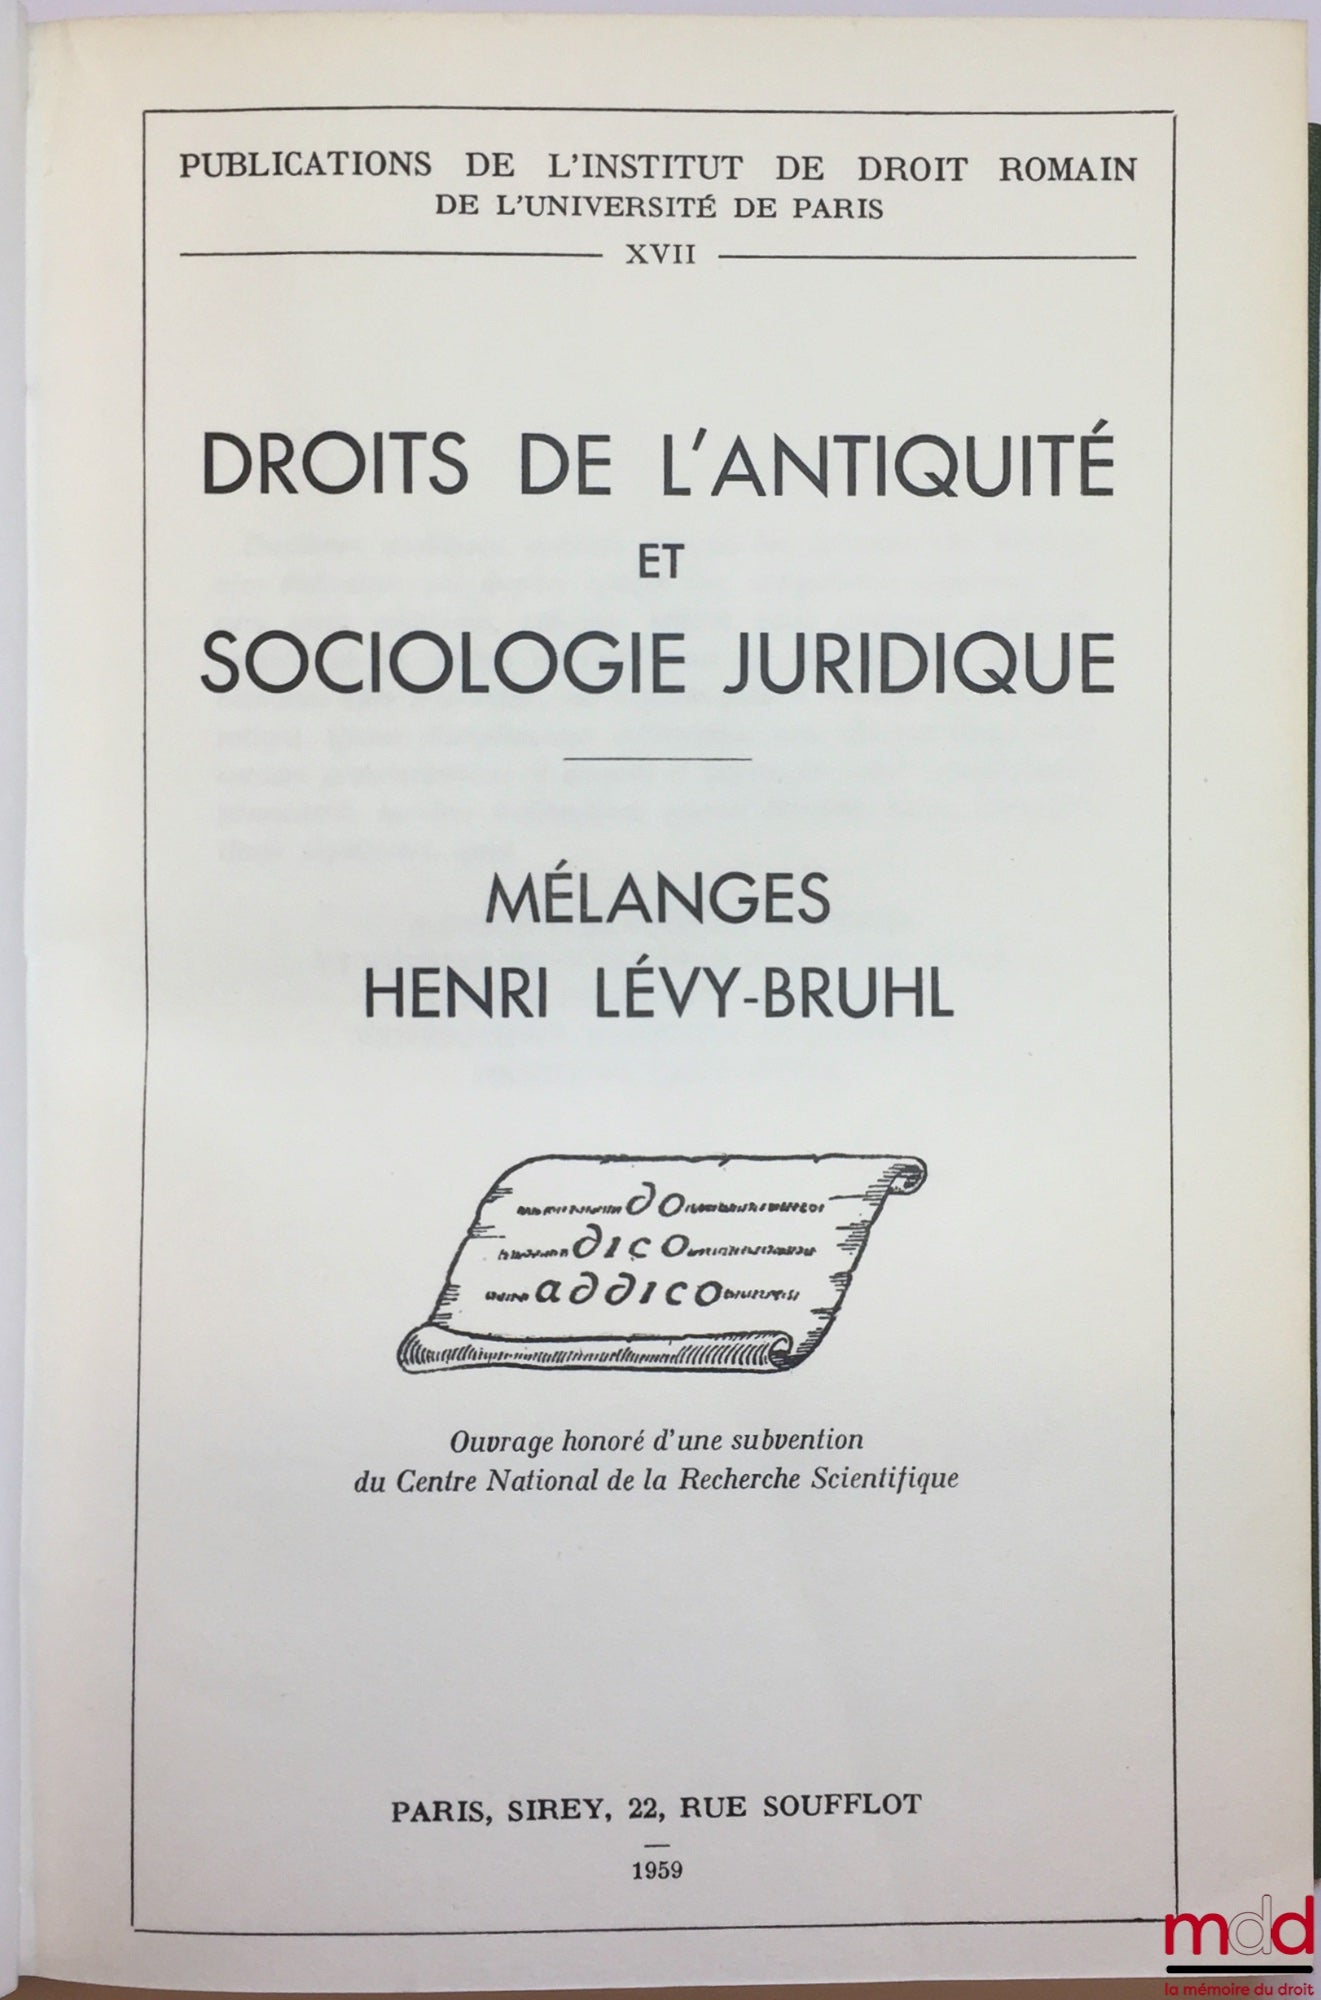 PUBLICATIONS DE L'INSTITUT DE DROIT ROMAIN
DE L'UNIVERSITÉ DE PARIS
XVII
DROITS DE L'ANTIQUITÉ
ET
SOCIOLOGIE JURIDIQUE
MÉLANGES
HENRI LÉVY-BRUHL
do
dico
addico
Ouvrage honoré d'une subvention
du Centre National de la Recherche Scientifique
PARIS, SIREY, 22, RUE SOUFFLOT
1959
mdd
la mémoire du droit